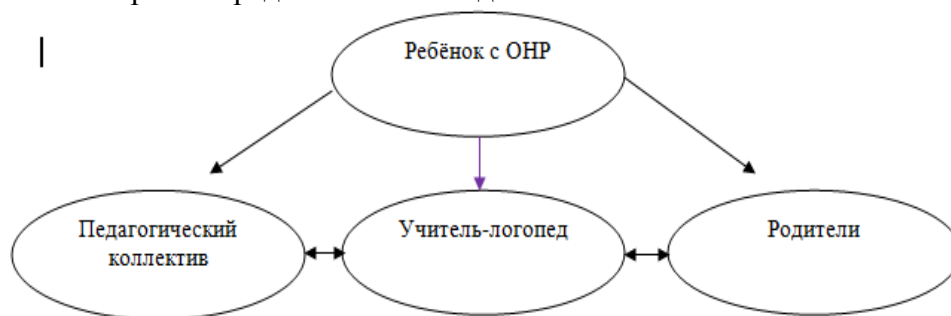 Ребёнок с ОНР
Педагогический
коллектив
Учитель-логопед
Родители